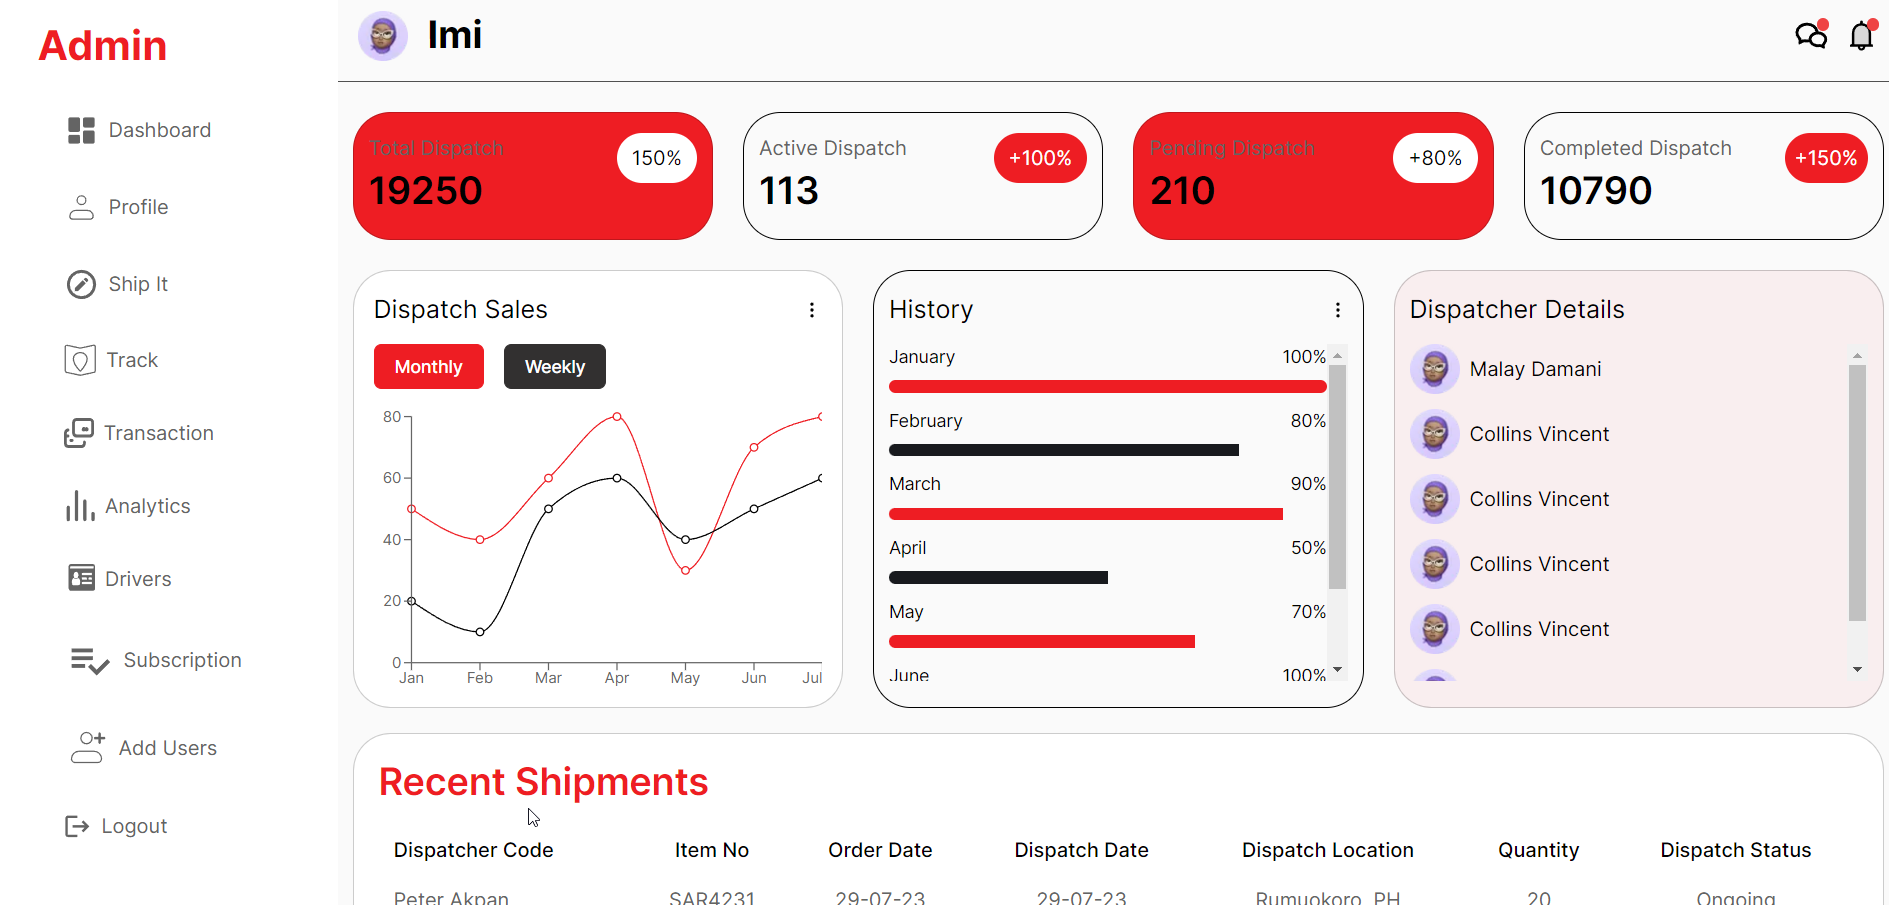 Admin
Dashboard
Profile
Ship It
Track
Transaction
Analytics
Drivers
Subscription
Add Users
Logout
Imi
Total Dispatch
150%
19250
Active Dispatch
+100%
113
Pending Dispatch
+80%
210
Completed Dispatch
+150%
10790
Dispatch Sales
Monthly
Weekly
80
60
40
20
0
Jan Feb Mar Apr May Jun Jul
History
January 100%
February 80%
March 90%
April 50%
May 70%
June 100%
Dispatcher Details
Malay Damani
Collins Vincent
Collins Vincent
Collins Vincent
Collins Vincent
Recent Shipments
Dispatcher Code Item No Order Date Dispatch Date Dispatch Location Quantity Dispatch Status
Peter Akpan SAR4231 29-07-23 29-07-23 Rumuokoro, PH 20 Ongoing